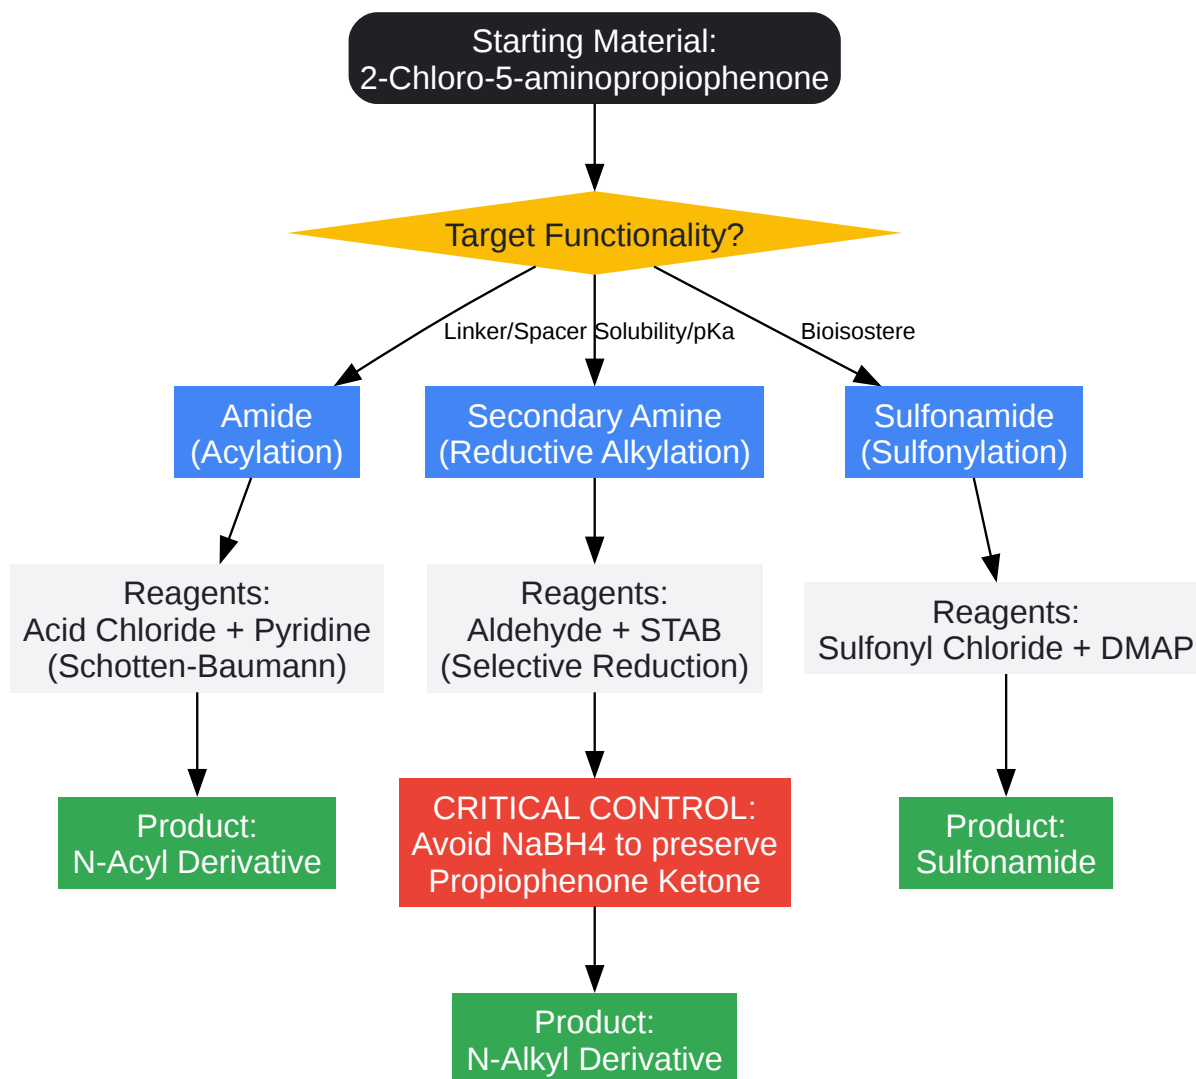 Starting Material:
2-Chloro-5-aminopropiophenone
Target Functionality?
Linker/Spacer
Solubility/pKa
Bioisostere
Amide
(Acylation)
Secondary Amine
(Reductive Alkylation)
Sulfonamide
(Sulfonylation)
Reagents:
Acid Chloride + Pyridine
(Schotten-Baumann)
Reagents:
Aldehyde + STAB
(Selective Reduction)
Reagents:
Sulfonyl Chloride + DMAP
Product:
N-Acyl Derivative
CRITICAL CONTROL:
Avoid NaBH4 to preserve
Propiophenone Ketone
Product:
Sulfonamide
Product:
N-Alkyl Derivative